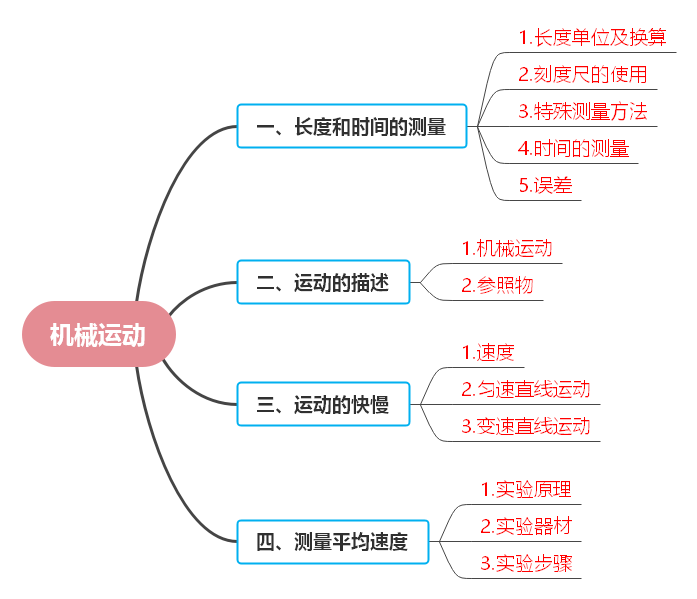 机械运动
一、长度和时间的测量
1.长度单位及换算
2.刻度尺的使用
3.特殊测量方法
4.时间的测量
5.误差
二、运动的描述
1.机械运动
2.参照物
三、运动的快慢
1.速度
2.匀速直线运动
3.变速直线运动
四、测量平均速度
1.实验原理
2.实验器材
3.实验步骤